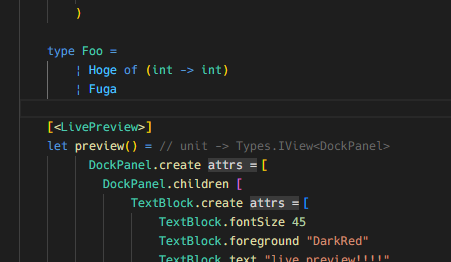 )
type Foo =
¦ Hoge of (int -> int)
¦ Fuga
[<LivePreview>]
let preview() = // unit -> Types.IView<DockPanel>
DockPanel.create attrs = [
DockPanel.children [
TextBlock.create attrs = [
TextBlock.fontSize 45
TextBlock.foreground "DarkRed"
TextBlock.text "live preview!!!!"